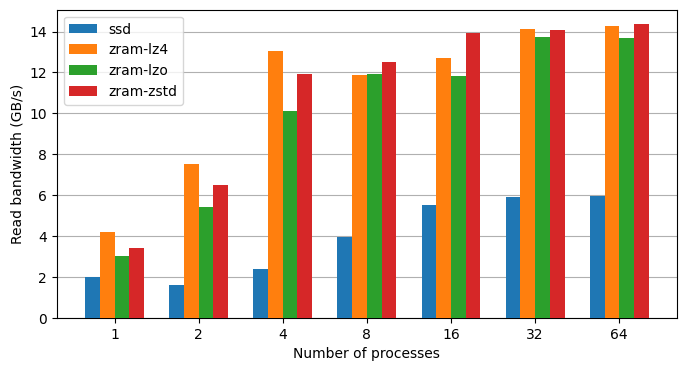 ssd
zram-lz4
zram-lzo
zram-zstd
Read bandwidth (GB/s)
14
12
10
8
6
4
2
0
1 2 4 8 16 32 64
Number of processes